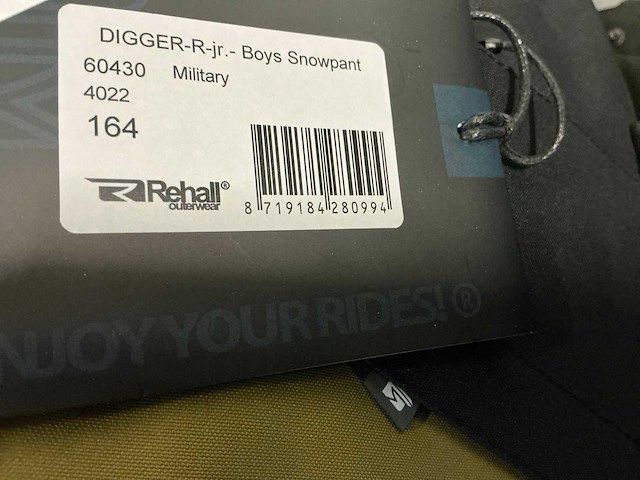 DIGGER-R-jr.- Boys Snowpant
60430 Military
4022
164
Rehall®
outerwear
8 719184 280994
NJOY YOUR RIDES!®